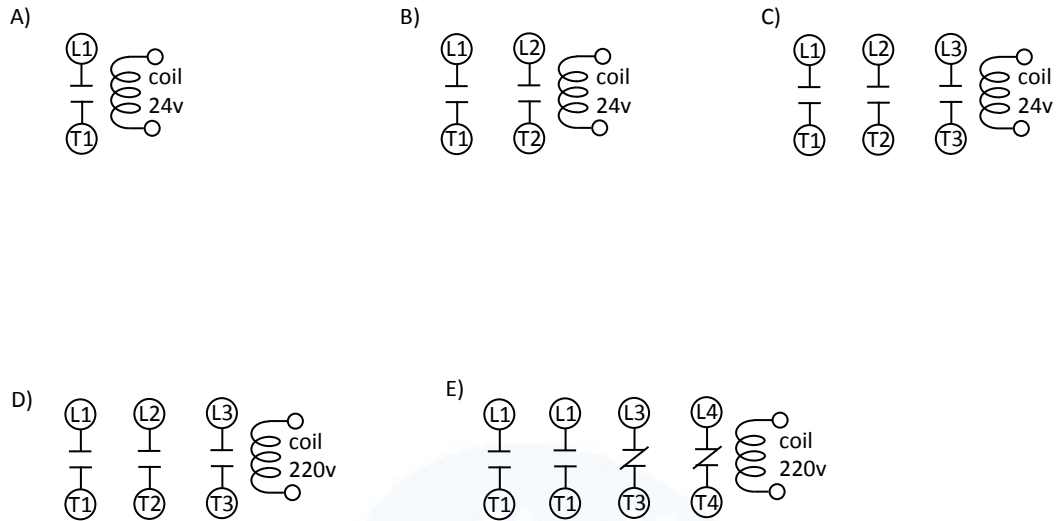 A)
B)
C)
L1
L1 L2
L1 L2 L3
coil
24v
coil
24v
coil
24v
T1
T1 T2
T1 T2 T3
D)
E)
L1 L2 L3
L1 L1 L3 L4
coil
220v
coil
220v
T1 T2 T3
T1 T1 T3 T4